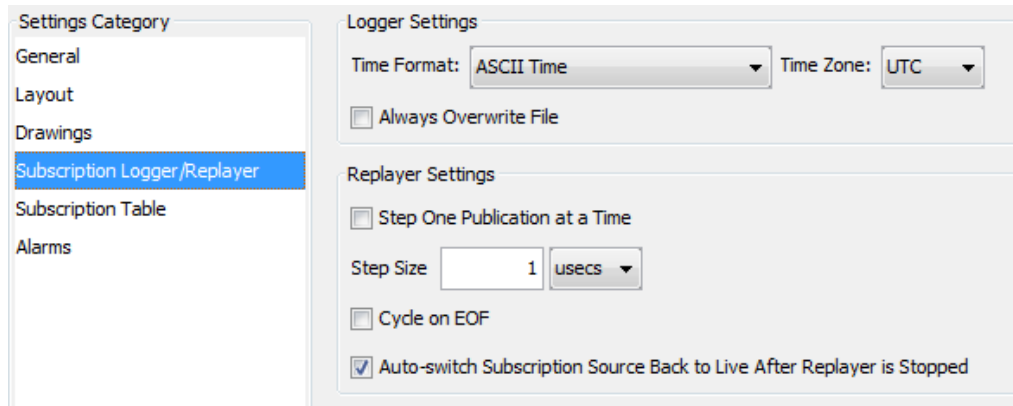 Settings Category
General
Layout
Drawings
Subscription Logger/Replayer
Subscription Table
Alarms
Logger Settings
Time Format: ASCII Time Time Zone: UTC
Always Overwrite File
Replayer Settings
Step One Publication at a Time
Step Size 1 usecs
Cycle on EOF
Auto-switch Subscription Source Back to Live After Replayer is Stopped